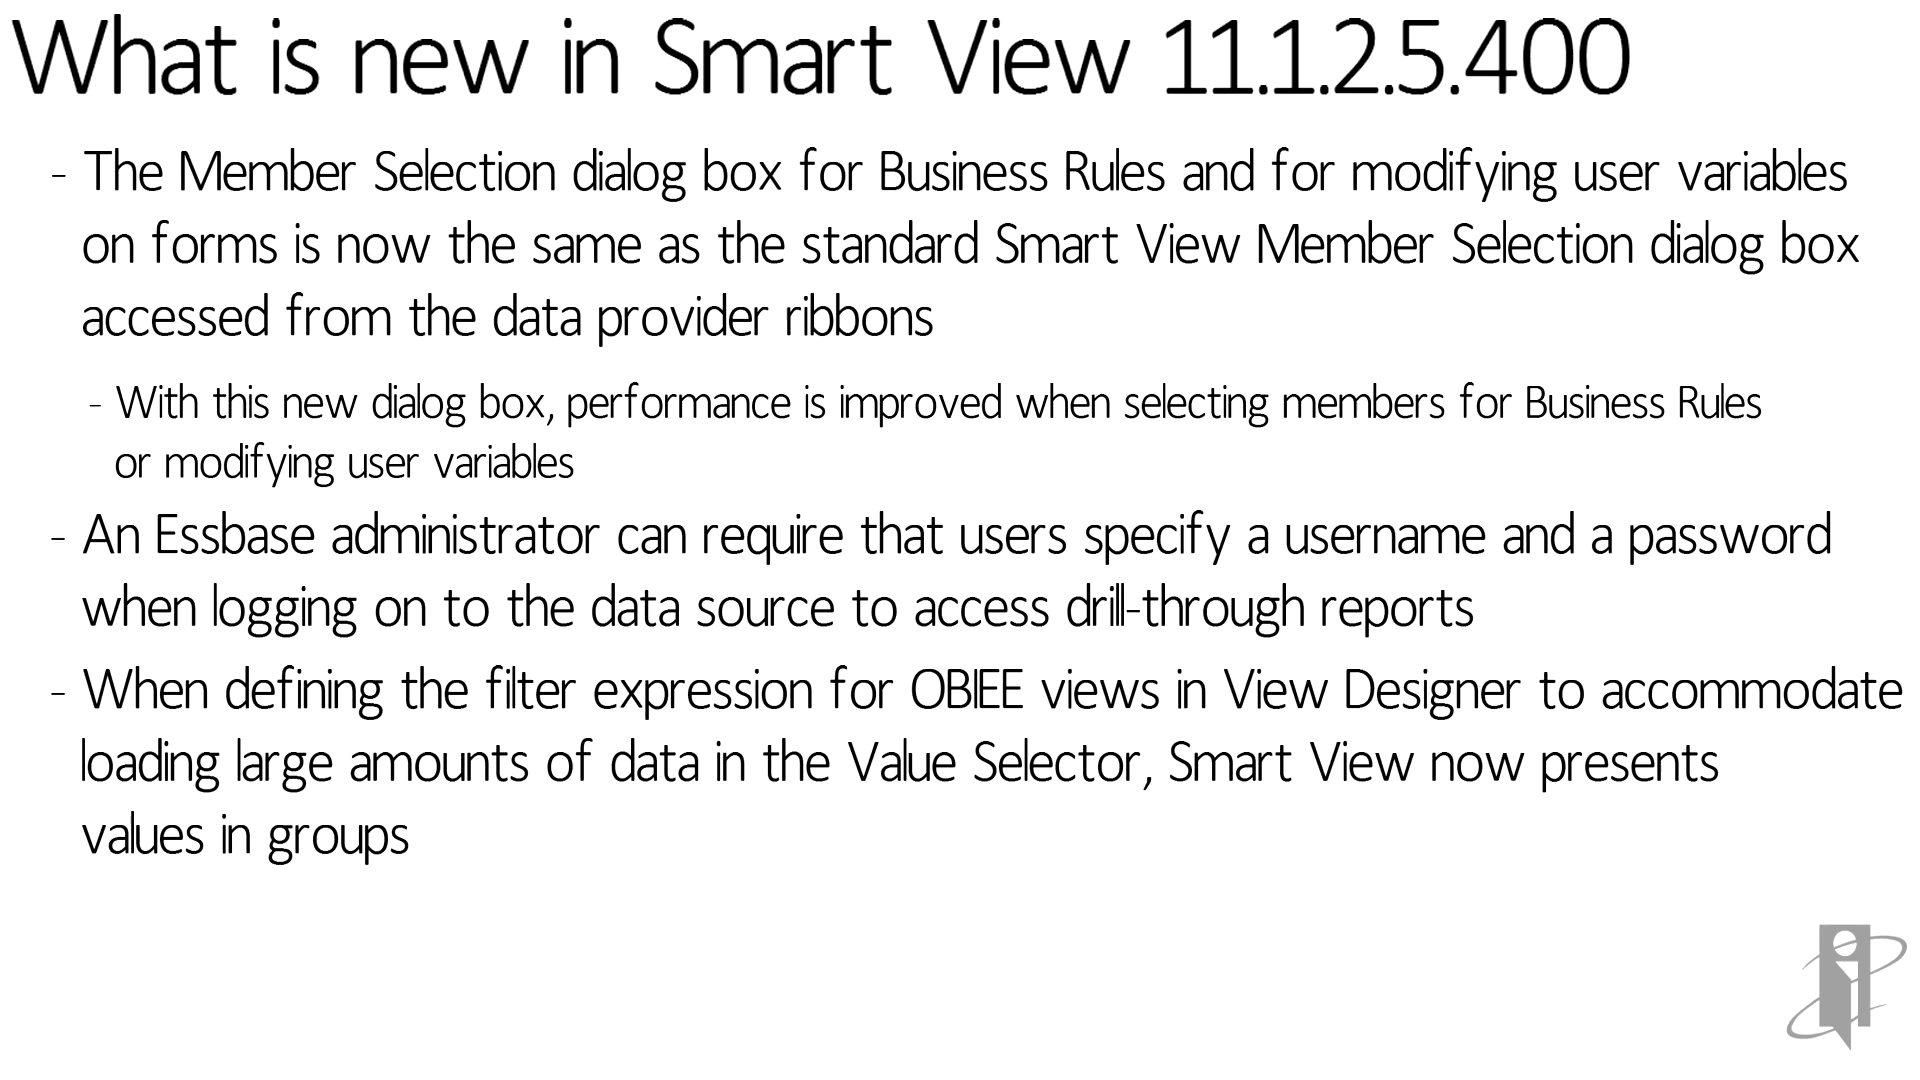 What is new in Smart View 11.1.2.5.400
- The Member Selection dialog box for Business Rules and for modifying user variables
on forms is now the same as the standard Smart View Member Selection dialog box
accessed from the data provider ribbons
- With this new dialog box, performance is improved when selecting members for Business Rules
or modifying user variables
- An Essbase administrator can require that users specify a username and a password
when logging on to the data source to access drill-through reports
- When defining the filter expression for OBIEE views in View Designer to accommodate
loading large amounts of data in the Value Selector, Smart View now presents
values in groups